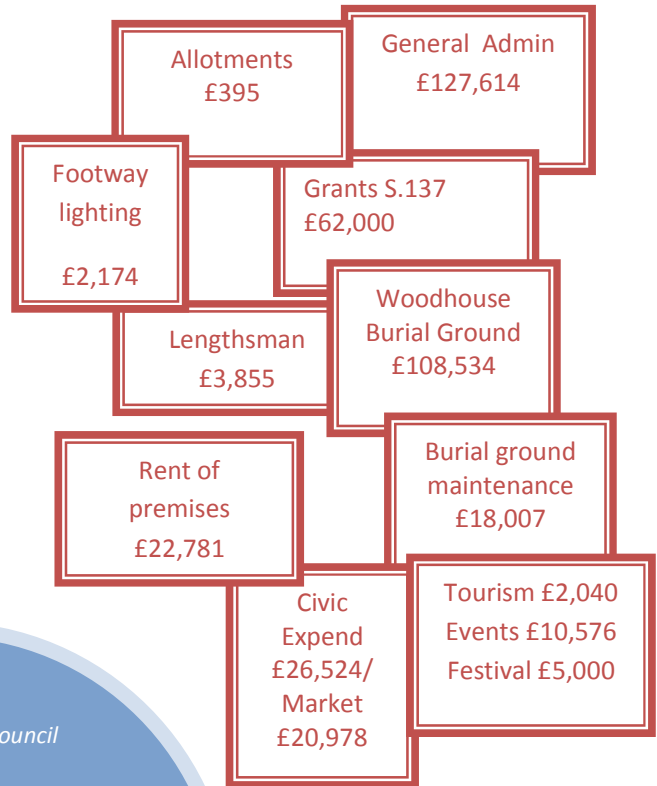 Allotments
£395
General Admin
£127,614
Footway
lighting
£2,174
Grants S.137
£62,000
Woodhouse
Burial Ground
£108,534
Lengthsman
£3,855
Burial ground
maintenance
£18,007
Rent of
premises
£22,781
Tourism £2,040
Events £10,576
Festival £5,000
Civic
Expend
£26,524/
Market
£20,978